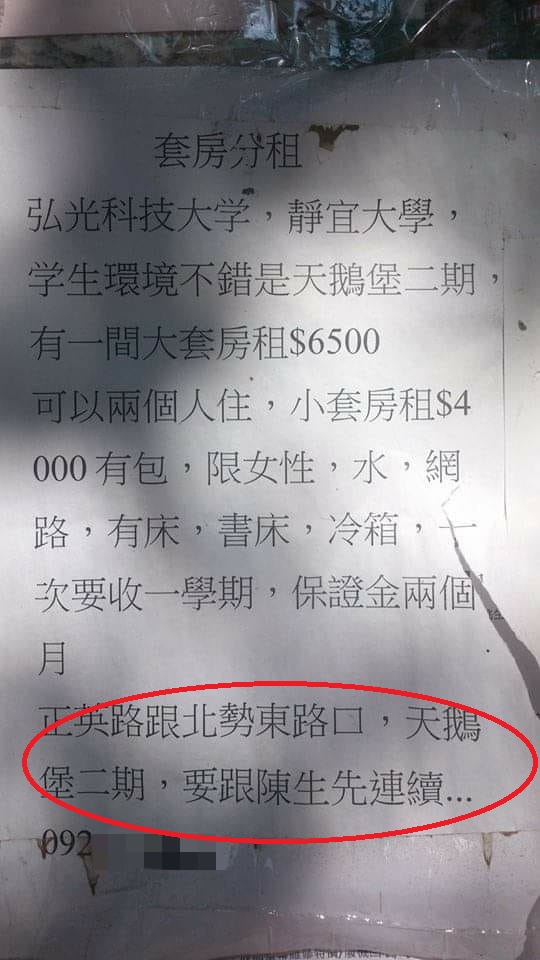 套房分租
弘光科技大学，靜宜大學，
学生環境不錯是天鵝堡二期，
有一間大套房租$6500
可以兩個人住，小套房租$4
000有包，限女性，水，網
路，有床，書床，冷箱，一
次要收一學期，保證金兩個
月
正英路跟北勢東路口，天鵝
堡二期，要跟陳生先連續...
092